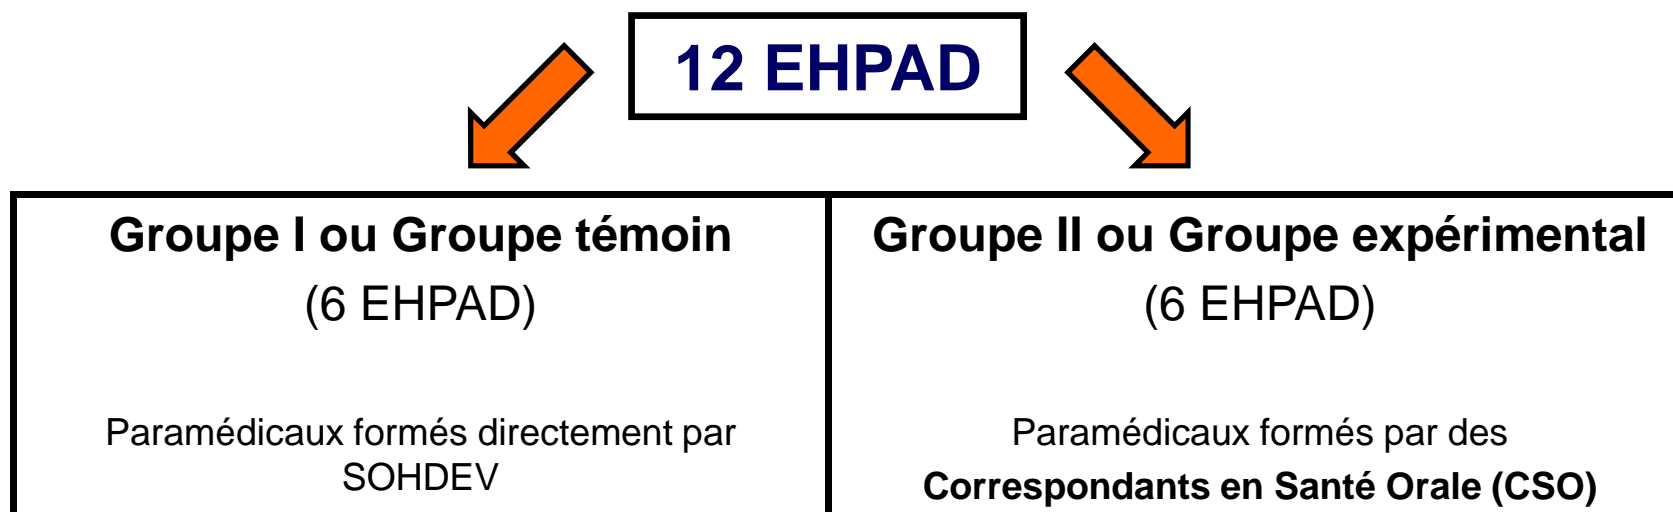 12 EHPAD
Groupe I ou Groupe témoin
(6 EHPAD)
Paramédicaux formés directement par
SOHDEV
Groupe II ou Groupe expérimental
(6 EHPAD)
Paramédicaux formés par des
Correspondants en Santé Orale (CSO)